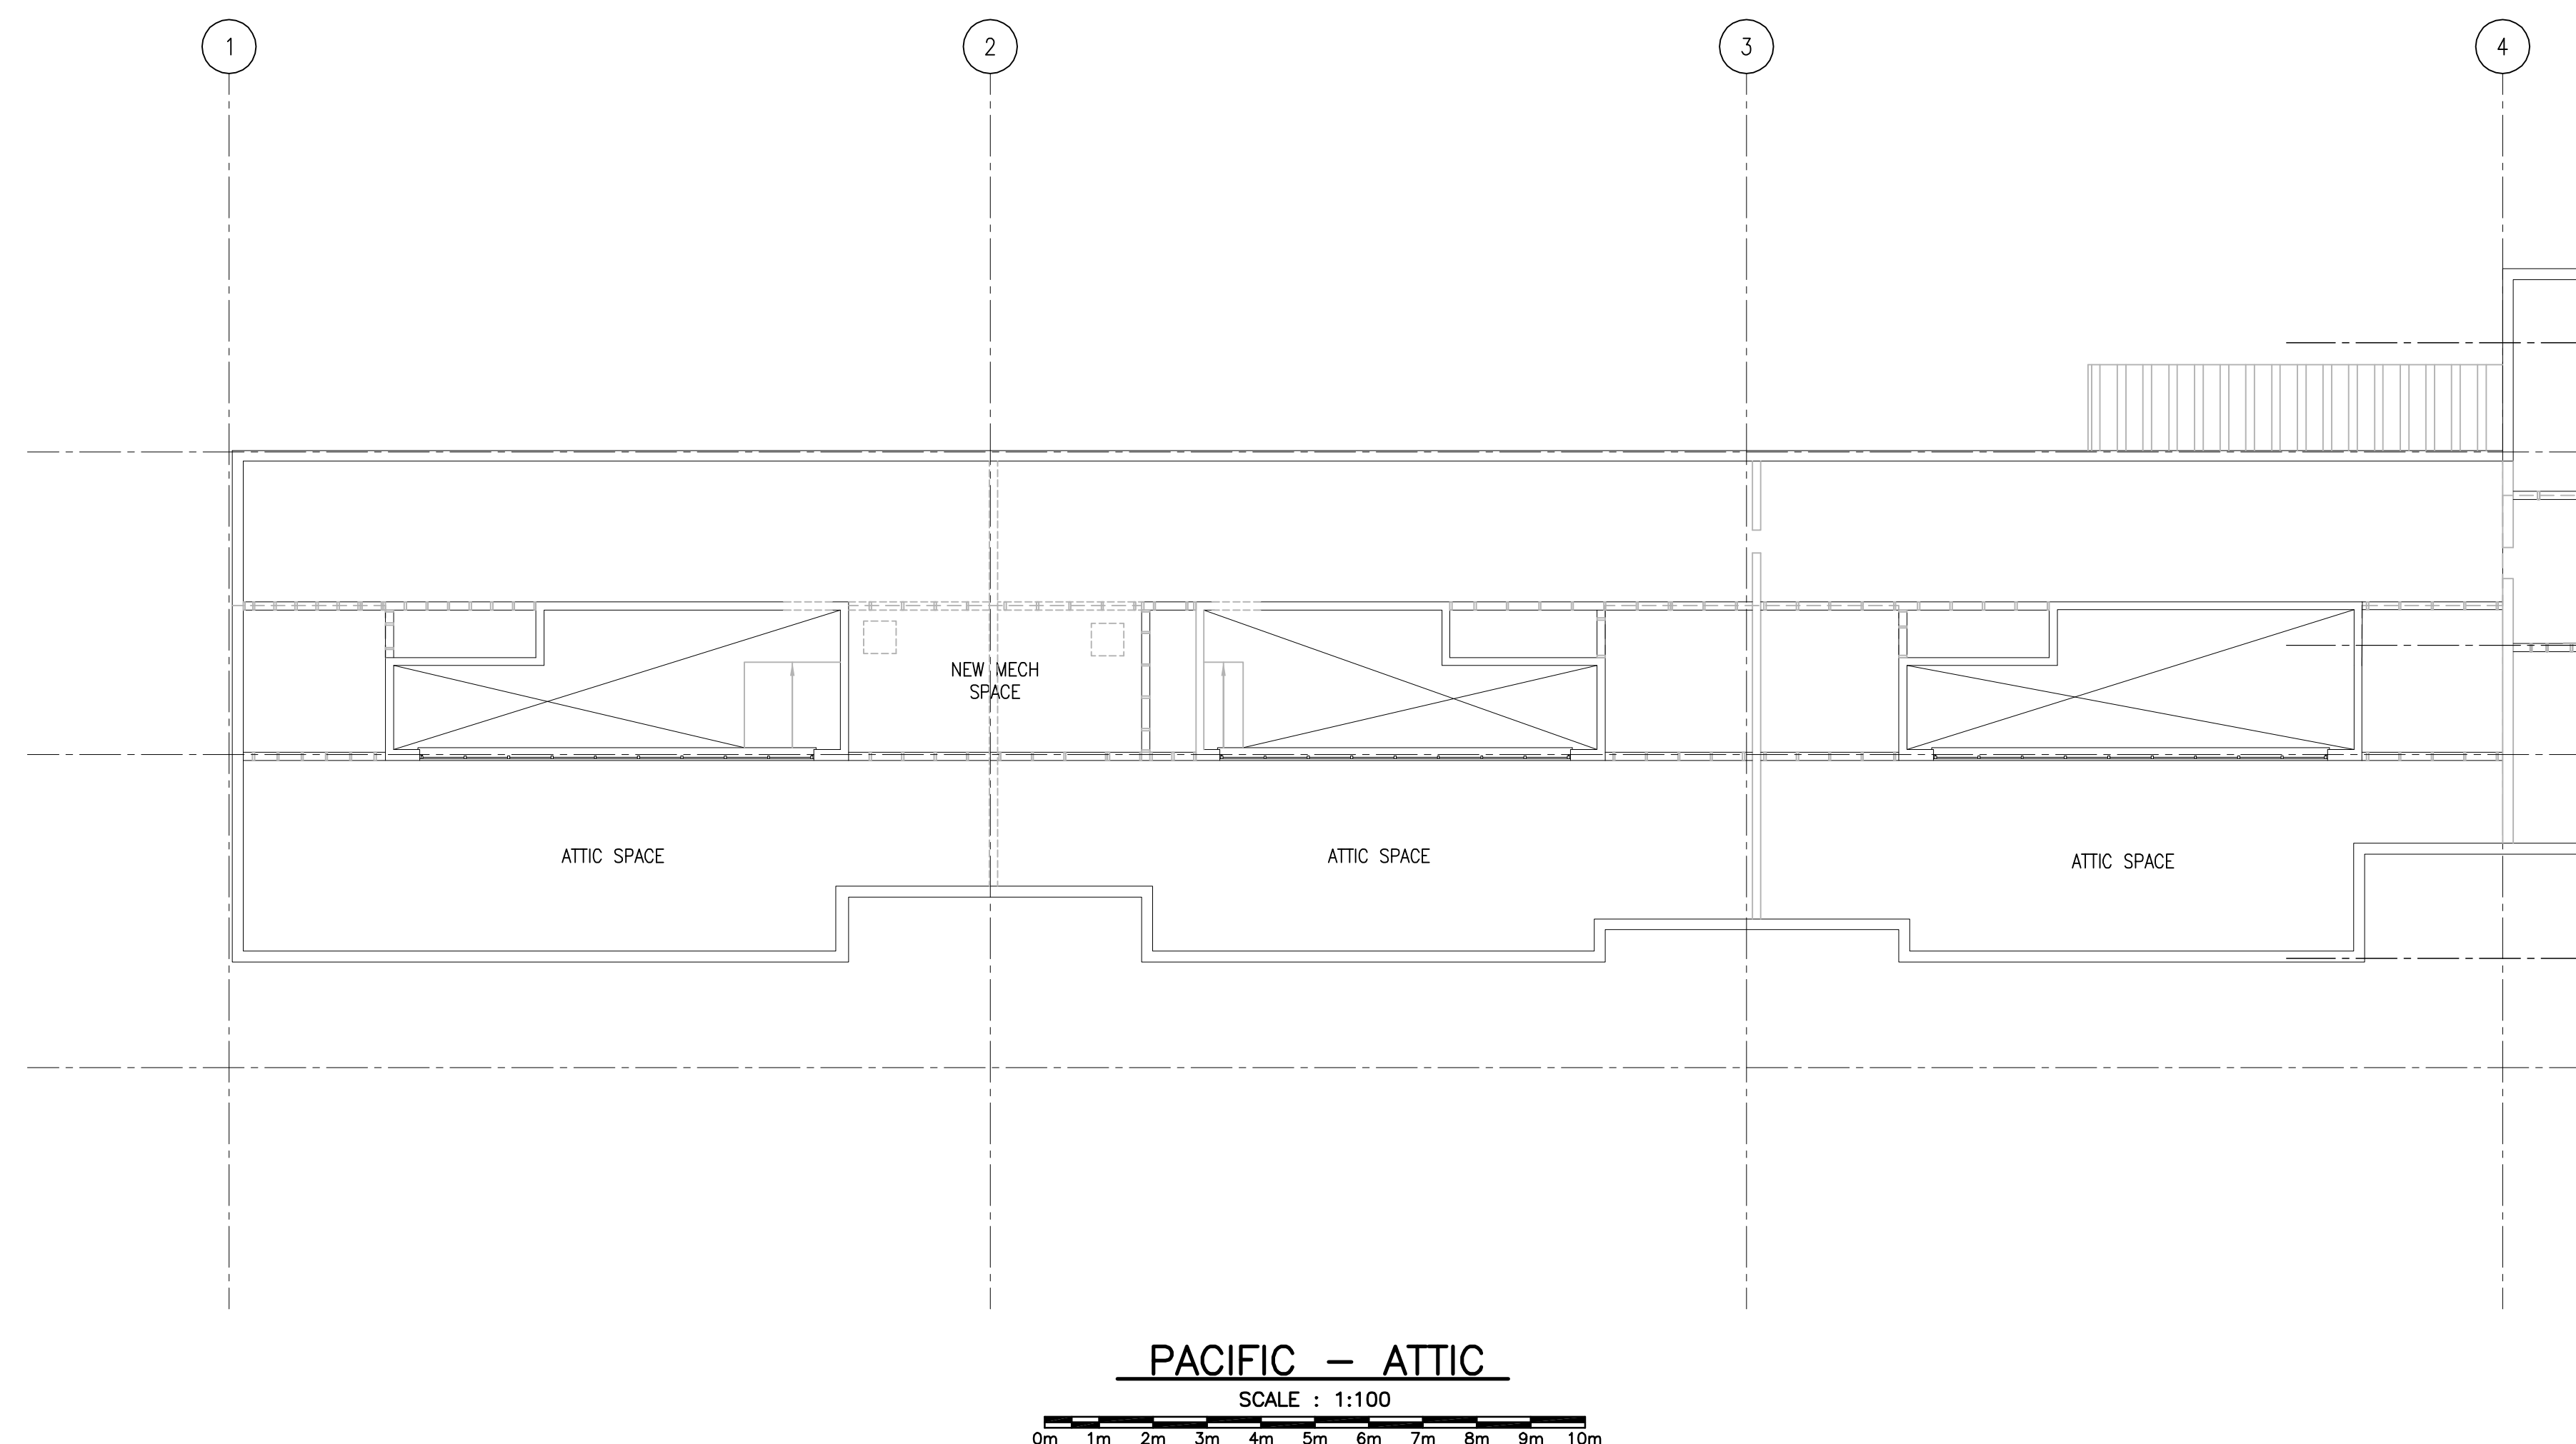 1 2 3 4
NEW MECH
SPACE
ATTIC SPACE ATTIC SPACE ATTIC SPACE
PACIFIC - ATTIC
SCALE : 1:100
0m 1m 2m 3m 4m 5m 6m 7m 8m 9m 10m